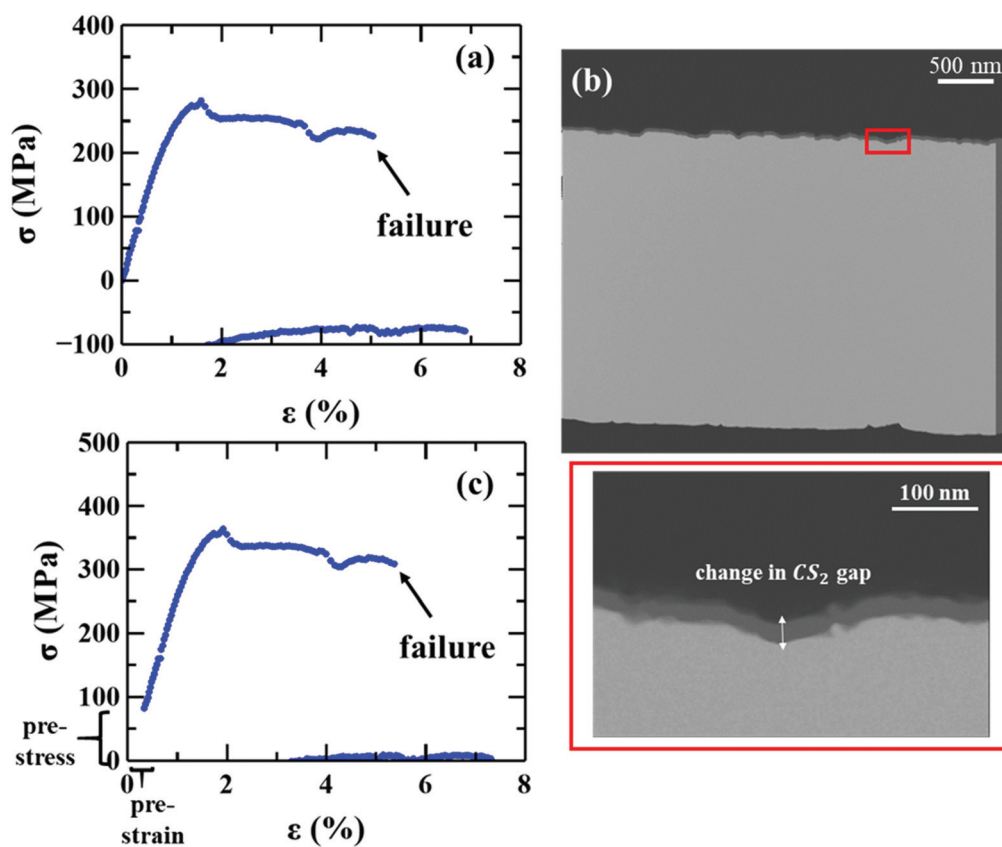 400
(a)
300
200
σ (MPa)
failure
100
0
−100
0 2 4 6 8
ε (%)
(b)
500 nm
500
(c)
400
300
σ (MPa)
failure
200
100
pre-
stress
0
0 2 4 6 8
pre-
strain
ε (%)
100 nm
change in CS₂ gap